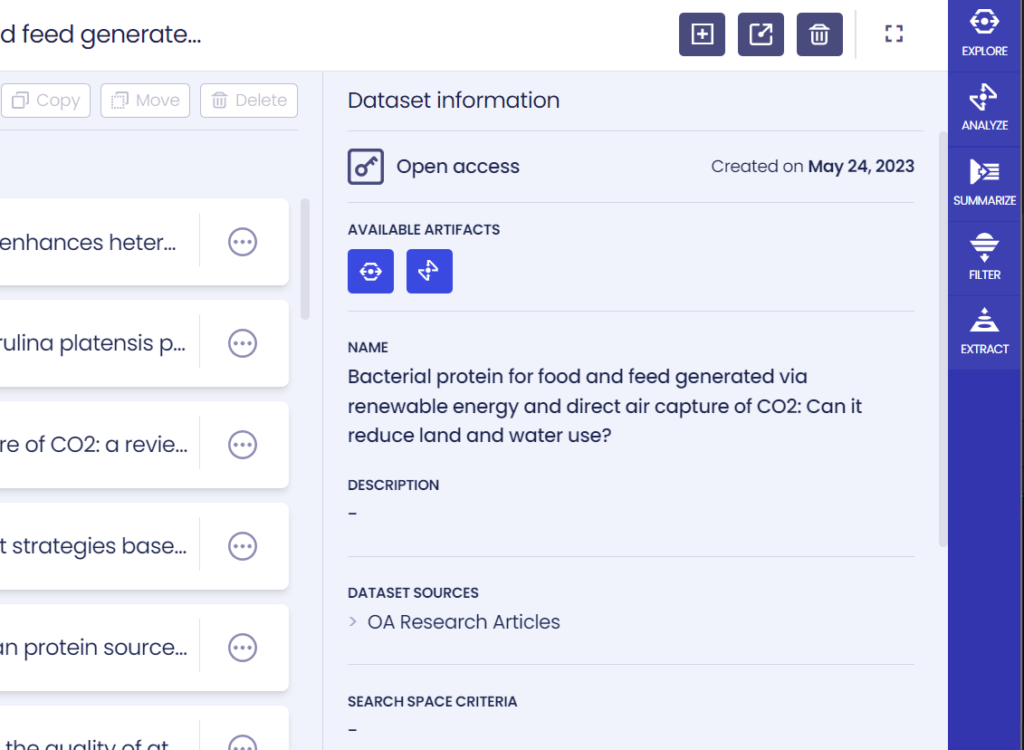 d feed generate...
Copy
Move
Delete
enhances heter...
rulina platensis p...
re of CO2: a revie...
t strategies base...
an protein source...
the quality of at
Dataset information
Open access
Created on May 24, 2023
AVAILABLE ARTIFACTS
NAME
Bacterial protein for food and feed generated via
renewable energy and direct air capture of CO2: Can it
reduce land and water use?
DESCRIPTION
–
DATASET SOURCES
> OA Research Articles
SEARCH SPACE CRITERIA
–
EXPLORE
ANALYZE
SUMMARIZE
FILTER
EXTRACT